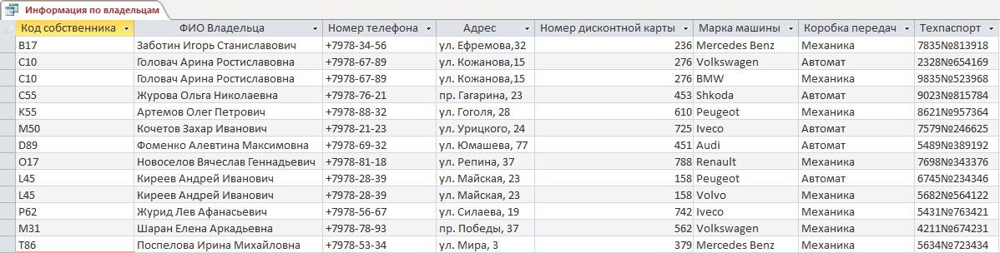 Информация по владельцам
Код собственника ФИО Владельца Номер телефона Адрес Номер дисконтной карты Марка машины Коробка передач Техпаспорт
В17 Заботин Игорь Станиславович +7978-34-56 ул. Ефремова,32 236 Mercedes Benz Механика 7835№813918
С10 Головач Арина Ростиславовна +7978-67-89 ул. Кожанова,15 276 Volkswagen Автомат 2328№654169
С10 Головач Арина Ростиславовна +7978-67-89 ул. Кожанова,15 276 BMW Механика 9835№523968
С55 Журова Ольга Николаевна +7978-76-21 пр. Гагарина, 23 453 Shkoda Автомат 9023№815784
К55 Артемов Олег Петрович +7978-88-32 ул. Гоголя, 28 610 Peugeot Механика 8621№957364
М50 Кочетов Захар Иванович +7978-21-23 ул. Урицкого, 24 725 Iveco Автомат 7579№246625
D89 Фоменко Алевтина Максимовна +7978-69-32 ул. Юмашева, 77 451 Audi Автомат 5489№389192
О17 Новоселов Вячеслав Геннадьевич +7978-81-18 ул. Репина, 37 788 Renault Механика 7698№343376
L45 Киреев Андрей Иванович +7978-28-39 ул. Майская, 23 158 Peugeot Автомат 6745№234346
L45 Киреев Андрей Иванович +7978-28-39 ул. Майская, 23 158 Volvo Механика 5682№564122
Р62 Журид Лев Афанасьевич +7978-56-67 ул. Силаева, 19 742 Iveco Механика 5431№763421
М31 Шаран Елена Аркадьевна +7978-78-93 пр. Победы, 37 562 Volkswagen Механика 4211№674231
Т86 Поспелова Ирина Михайловна +7978-53-34 ул. Мира, 3 379 Mercedes Benz Механика 5634№723434